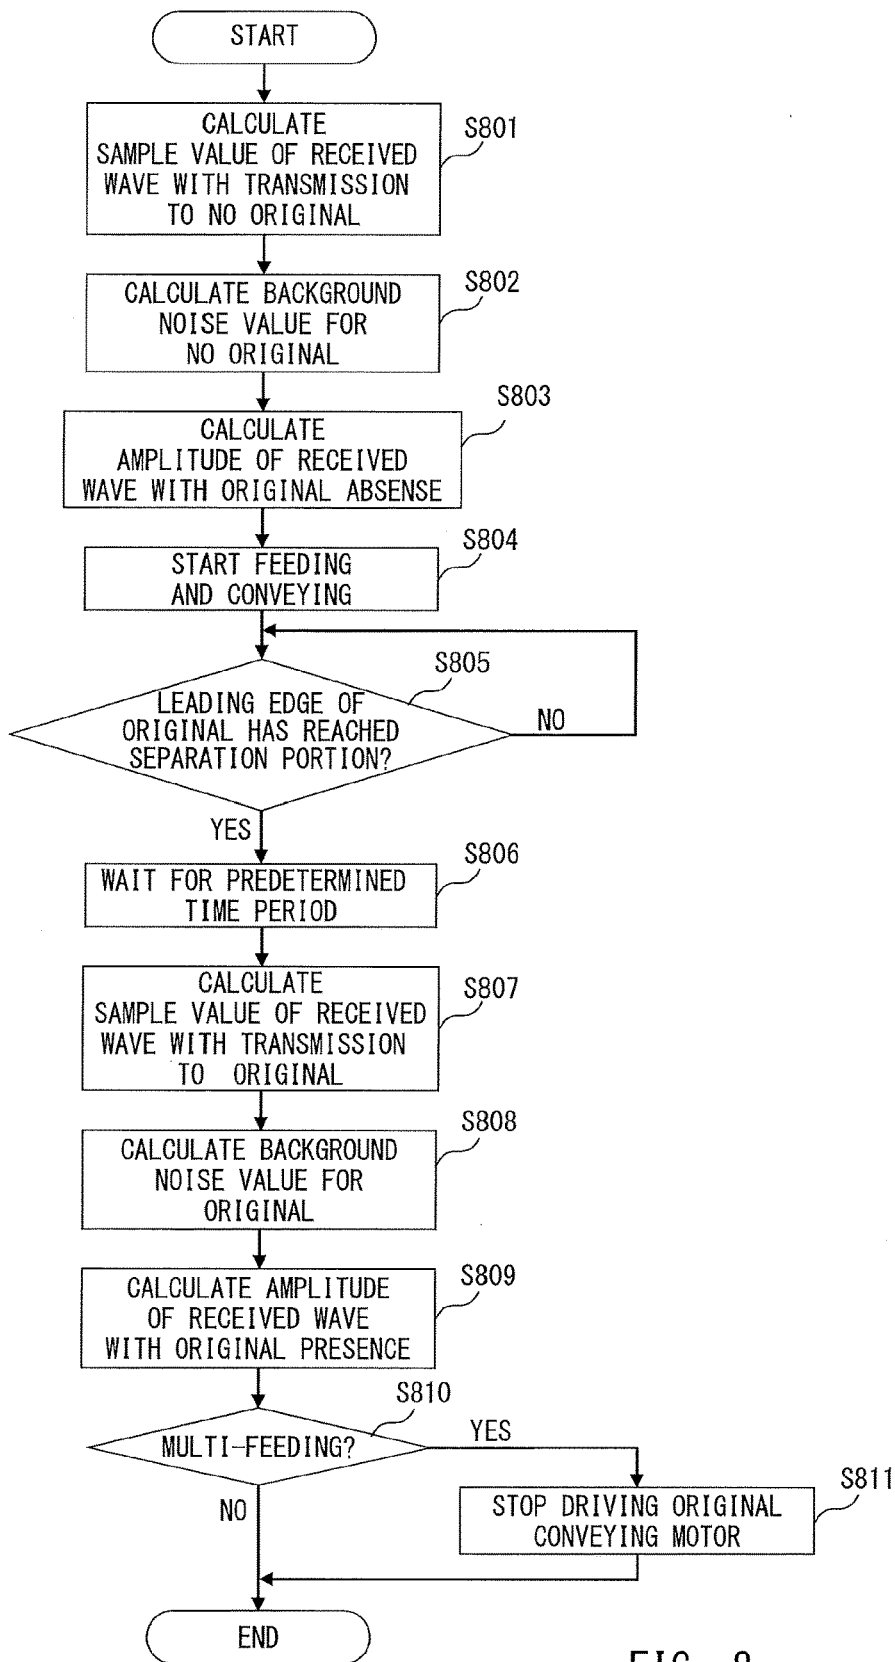 START
CALCULATE
SAMPLE VALUE OF RECEIVED
WAVE WITH TRANSMISSION
TO NO ORIGINAL
S801
CALCULATE BACKGROUND
NOISE VALUE FOR
NO ORIGINAL
S802
CALCULATE
AMPLITUDE OF RECEIVED
WAVE WITH ORIGINAL ABSENSE
S803
START FEEDING
AND CONVEYING
S804
LEADING EDGE OF
ORIGINAL HAS REACHED
SEPARATION PORTION?
S805
NO
YES
WAIT FOR PREDETERMINED
TIME PERIOD
S806
CALCULATE
SAMPLE VALUE OF RECEIVED
WAVE WITH TRANSMISSION
TO ORIGINAL
S807
CALCULATE BACKGROUND
NOISE VALUE FOR
ORIGINAL
S808
CALCULATE AMPLITUDE
OF RECEIVED WAVE
WITH ORIGINAL PRESENCE
S809
MULTI-FEEDING?
S810
YES
NO
STOP DRIVING ORIGINAL
CONVEYING MOTOR
S811
END
FIG.